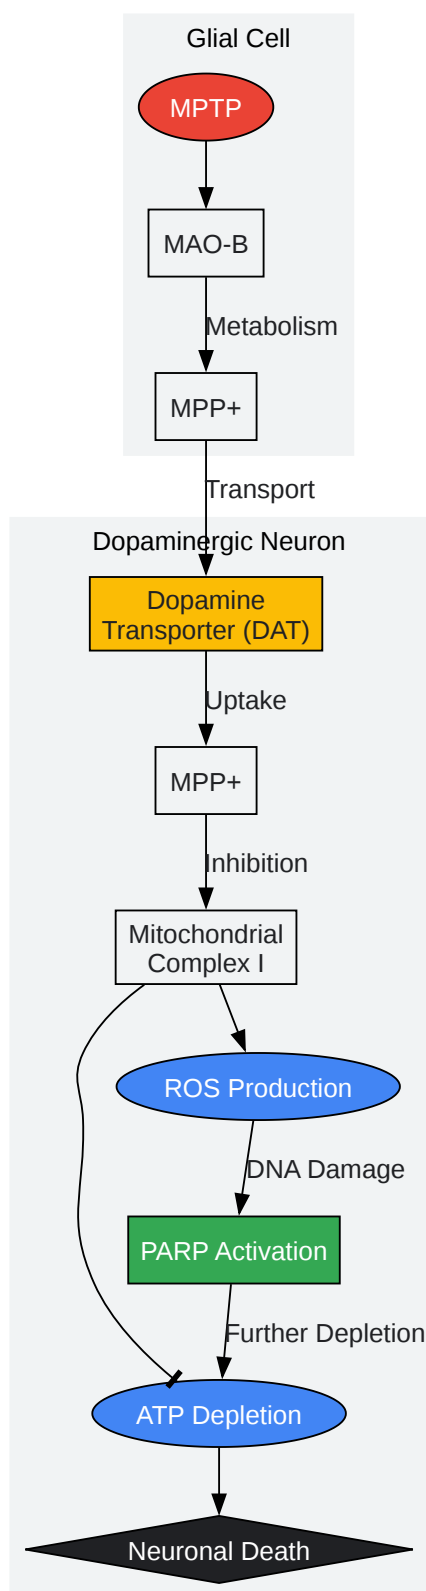 Glial Cell
MPTP
MAO-B
Metabolism
MPP+
Transport
Dopaminergic Neuron
Dopamine
Transporter (DAT)
Uptake
MPP+
Inhibition
Mitochondrial
Complex I
ROS Production
DNA Damage
PARP Activation
Further Depletion
ATP Depletion
Neuronal Death